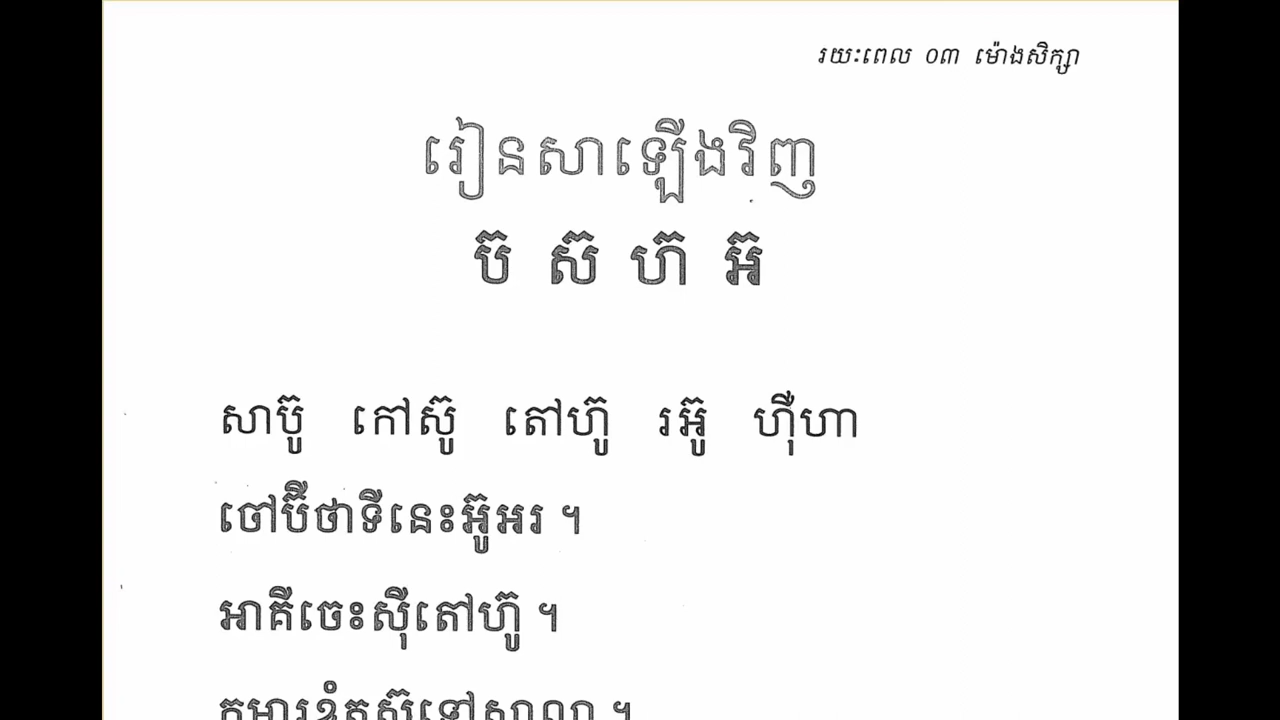 រយៈពេល ០៣ ម៉ោងសិក្សា
រៀនសាឡើងវិញ
ប៊ ស៊ ហ៊ អ៊
សាប៊ូ កៅស៊ូ តៅហ៊ូ រអ៊ូ ហ៊ីហា
ចៅប៊ីថាទីនេះអ៊ូអរ ។
អាគីចេះស៊ីតៅហ៊ូ ។